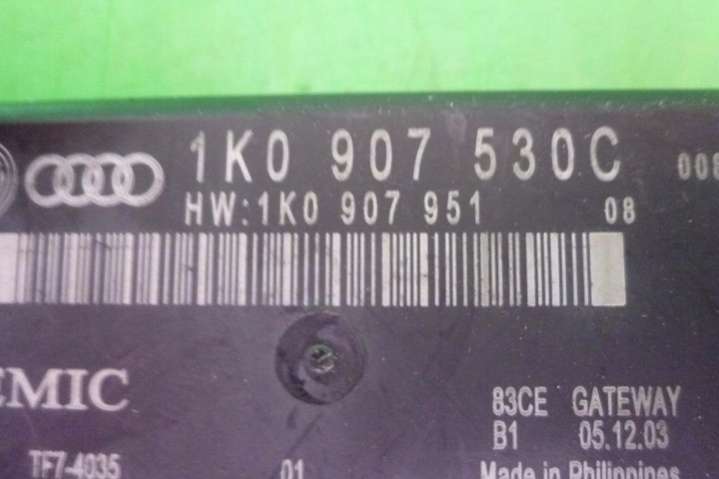 1K0 907 530C 008
HW:1K0 907 951 08
EMIC
83CE GATEWAY
B1 05.12.03
TF7-4035 01
Made in Philippines